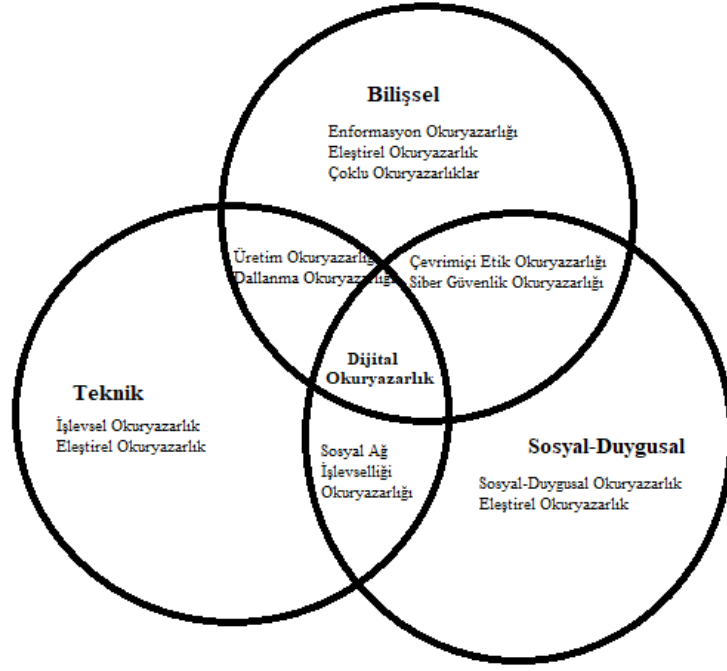 Bilişsel
Enformasyon Okuryazarlığı
Eleştirel Okuryazarlık
Çoklu Okuryazarlıklar
Üretim Okuryazarlığı
Dallanma Okuryazarlığı
Çevrimiçi Etik Okuryazarlığı
Siber Güvenlik Okuryazarlığı
Dijital
Okuryazarlık
Teknik
İşlevsel Okuryazarlık
Eleştirel Okuryazarlık
Sosyal Ağ
İşlevselliği
Okuryazarlığı
Sosyal-Duygusal
Sosyal-Duygusal Okuryazarlık
Eleştirel Okuryazarlık